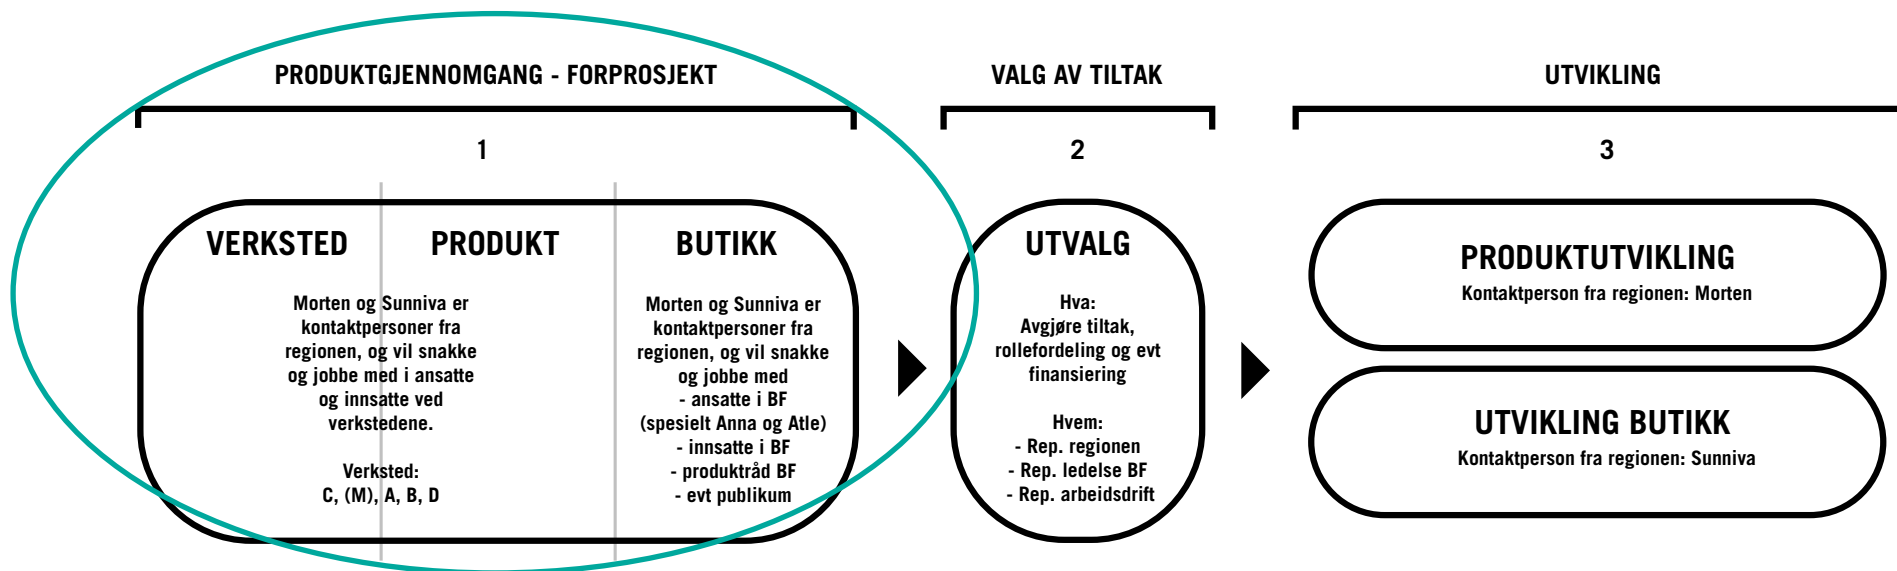 PRODUKTGJENNOMGANG - FORPROSJEKT
1
VERKSTED
PRODUKT
Morten og Sunniva er
kontaktpersoner fra
regionen, og vil snakke
og jobbe med i ansatte
og innsatte ved
verkstedene.
Verksted:
C, (M), A, B, D
BUTIKK
Morten og Sunniva er
kontaktpersoner fra
regionen, og vil snakke
og jobbe med
- ansatte i BF
(spesielt Anna og Atle)
- innsatte i BF
- produktråd BF
- evt publikum
VALG AV TILTAK
2
UTVALG
Hva:
Avgjøre tiltak,
rollefordeling og evt
finansiering
Hvem:
- Rep. regionen
- Rep. ledelse BF
- Rep. arbeidsdrift
UTVIKLING
3
PRODUKTUTVIKLING
Kontaktperson fra regionen: Morten
UTVIKLING BUTIKK
Kontaktperson fra regionen: Sunniva